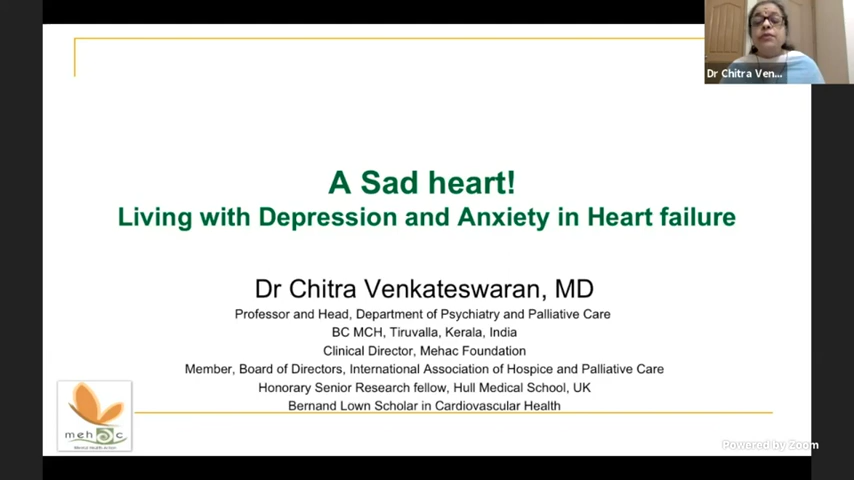 Dr Chitra Ven...
A Sad heart!
Living with Depression and Anxiety in Heart failure
Dr Chitra Venkateswaran, MD
Professor and Head, Department of Psychiatry and Palliative Care
BC MCH, Tiruvalla, Kerala, India
Clinical Director, Mehac Foundation
Member, Board of Directors, International Association of Hospice and Palliative Care
Honorary Senior Research fellow, Hull Medical School, UK
Bernand Lown Scholar in Cardiovascular Health
mehac
Powered by Zoom